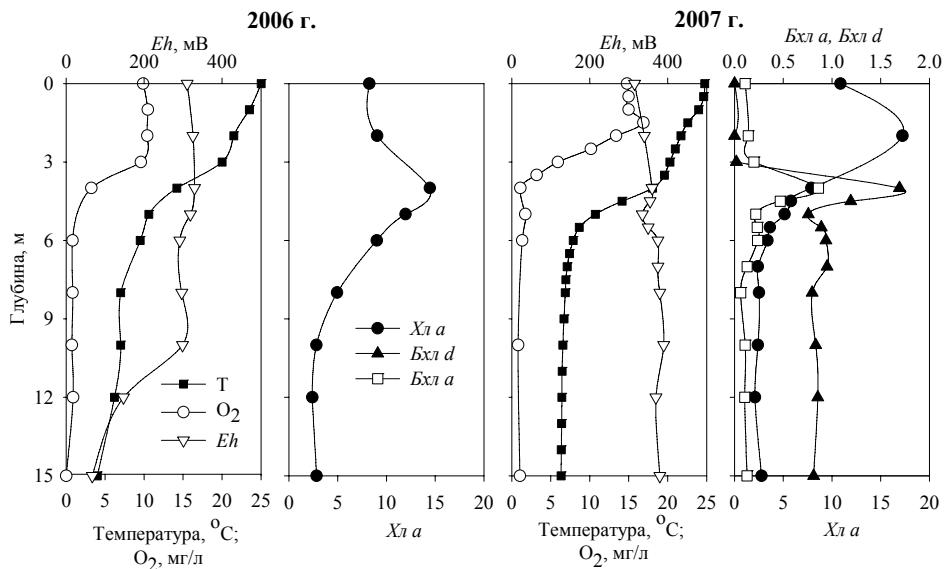 2006 г.
2007 г.
Eh, мВ
0 200 400
Eh, мВ
0 200 400
Бхл a, Бхл d
0.0 0.5 1.0 1.5 2.0
Глубина, м
0
3
6
9
12
15
T
O2
Eh
Хл a
Бхл d
Бхл a
0 5 10 15 20 25
0 5 10 15 20
0 5 10 15 20 25
0 5 10 15 20
Температура, °C;
O2, мг/л
Хл a
Температура, °C;
O2, мг/л
Хл a